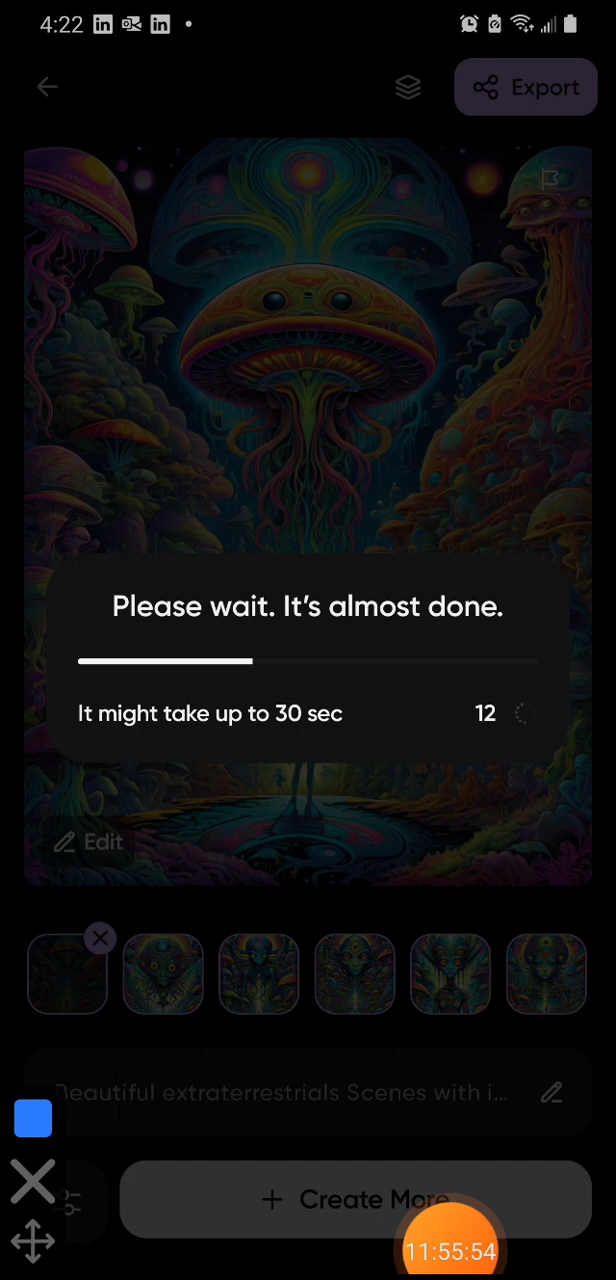 4:22
Export
Please wait. It's almost done.
It might take up to 30 sec 12
Edit
Beautiful extraterrestrials Scenes with i...
+ Create More
11:55:54